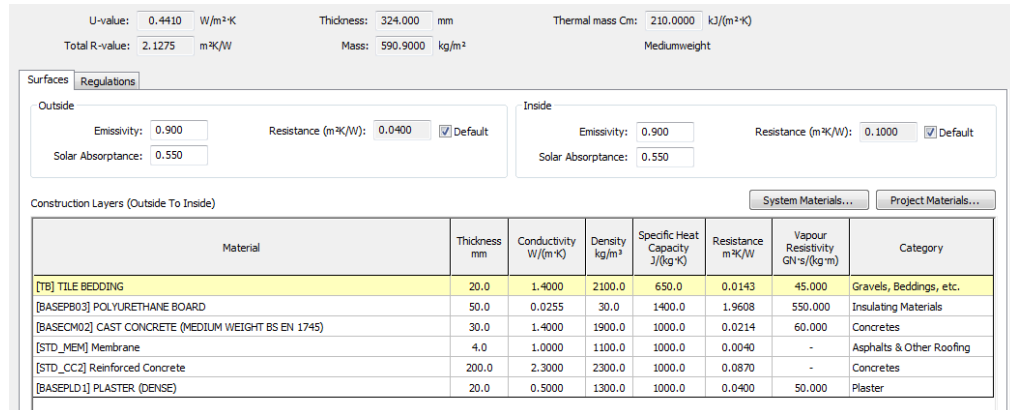 U-value: 0.4410 W/m²·K Thickness: 324.000 mm Thermal mass Cm: 210.0000 kJ/(m²·K)
Total R-value: 2.1275 m²K/W Mass: 590.9000 kg/m² Mediumweight
Surfaces Regulations
Outside Inside
Emissivity: 0.900 Resistance (m²K/W): 0.0400 Default Emissivity: 0.900 Resistance (m²K/W): 0.1000 Default
Solar Absorptance: 0.550 Solar Absorptance: 0.550
Construction Layers (Outside To Inside) System Materials... Project Materials...
Material Thickness mm Conductivity W/(m·K) Density kg/m³ Specific Heat Capacity J/(kg·K) Resistance m²K/W Vapour Resistivity GN·s/(kg·m) Category
[TB] TILE BEDDING 20.0 1.4000 2100.0 650.0 0.0143 45.000 Gravels, Beddings, etc.
[BASEPB03] POLYURETHANE BOARD 50.0 0.0255 30.0 1400.0 1.9608 550.000 Insulating Materials
[BASECM02] CAST CONCRETE (MEDIUM WEIGHT BS EN 1745) 30.0 1.4000 1900.0 1000.0 0.0214 60.000 Concretes
[STD_MEM] Membrane 4.0 1.0000 1100.0 1000.0 0.0040 - Asphalts & Other Roofing
[STD_CC2] Reinforced Concrete 200.0 2.3000 2300.0 1000.0 0.0870 - Concretes
[BASEPLD1] PLASTER (DENSE) 20.0 0.5000 1300.0 1000.0 0.0400 50.000 Plaster